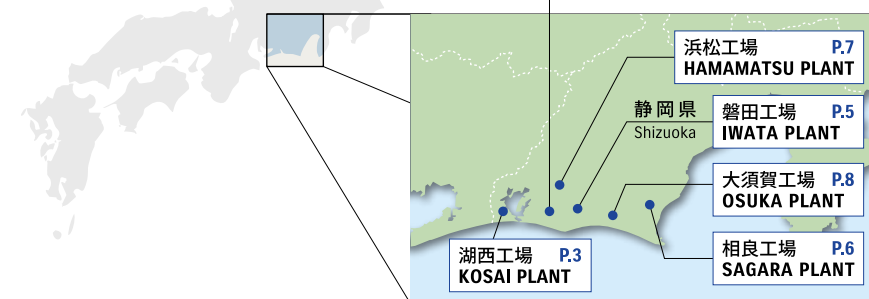 浜松工場 P.7
HAMAMATSU PLANT
静岡県
Shizuoka
磐田工場 P.5
IWATA PLANT
大須賀工場 P.8
OSUKA PLANT
湖西工場 P.3
KOSAI PLANT
相良工場 P.6
SAGARA PLANT